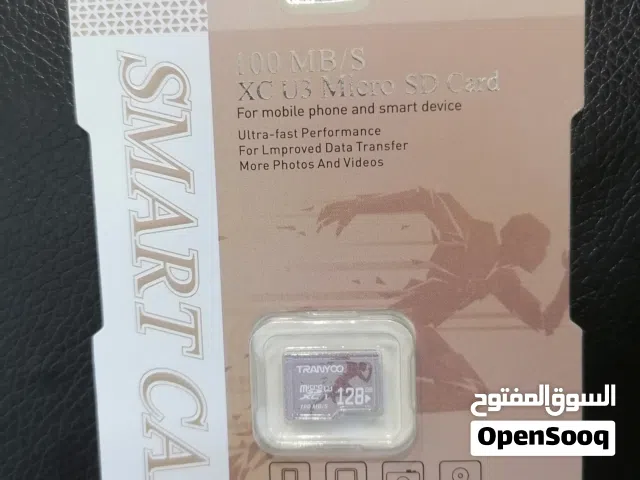 SMART CA
100 MB/S
XC U3 Micro SD Card
For mobile phone and smart device
Ultra-fast Performance
For Lmproved Data Transfer
More Photos And Videos
TRANYOO
micro
128
السوق المفتوح
OpenSooq